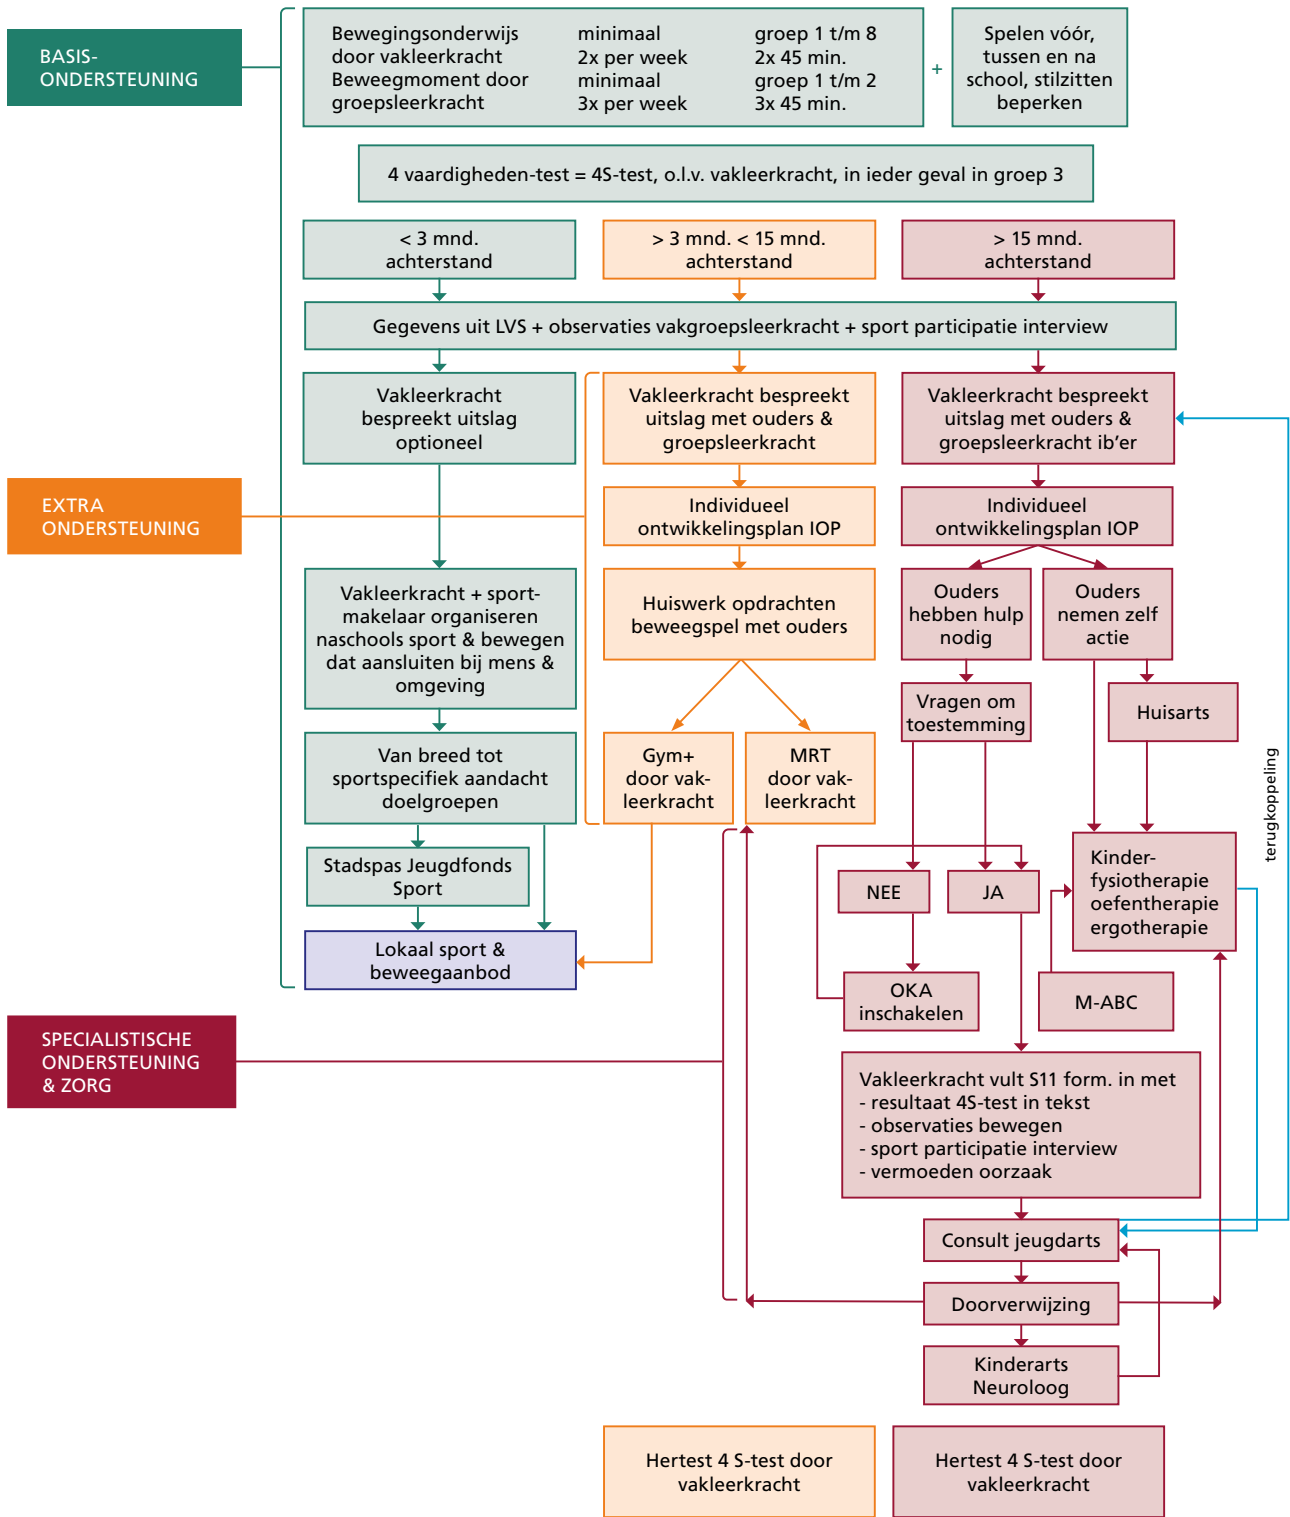 BASIS-
ONDERSTEUNING
Bewegingsonderwijs minimaal groep 1 t/m 8
door vakleerkracht 2x per week 2x 45 min.
Beweegmoment door minimaal groep 1 t/m 2
groepsleerkracht 3x per week 3x 45 min.
+
Spelen vóór,
tussen en na
school, stilzitten
beperken
4 vaardigheden-test = 4S-test, o.l.v. vakleerkracht, in ieder geval in groep 3
< 3 mnd.
achterstand
> 3 mnd. < 15 mnd.
achterstand
> 15 mnd.
achterstand
Gegevens uit LVS + observaties vakgroepsleerkracht + sport participatie interview
Vakleerkracht
bespreekt uitslag
optioneel
Vakleerkracht bespreekt
uitslag met ouders &
groepsleerkracht
Vakleerkracht bespreekt
uitslag met ouders &
groepsleerkracht ib'er
EXTRA
ONDERSTEUNING
Individueel
ontwikkelingsplan IOP
Individueel
ontwikkelingsplan IOP
Vakleerkracht + sport-
makelaar organiseren
naschools sport & bewegen
dat aansluiten bij mens &
omgeving
Huiswerk opdrachten
beweegspel met ouders
Ouders
hebben hulp
nodig
Ouders
nemen zelf
actie
Vragen om
toestemming
Huisarts
Van breed tot
sportspecifiek aandacht
doelgroepen
Gym+
door vak-
leerkracht
MRT
door vak-
leerkracht
terugkoppeling
Stadspas Jeugdfonds
Sport
NEE
JA
Kinder-
fysiotherapie
oefentherapie
ergotherapie
Lokaal sport &
beweegaanbod
OKA
inschakelen
M-ABC
SPECIALISTISCHE
ONDERSTEUNING
& ZORG
Vakleerkracht vult S11 form. in met
- resultaat 4S-test in tekst
- observaties bewegen
- sport participatie interview
- vermoeden oorzaak
Consult jeugdarts
Doorverwijzing
Kinderarts
Neuroloog
Hertest 4 S-test door
vakleerkracht
Hertest 4 S-test door
vakleerkracht